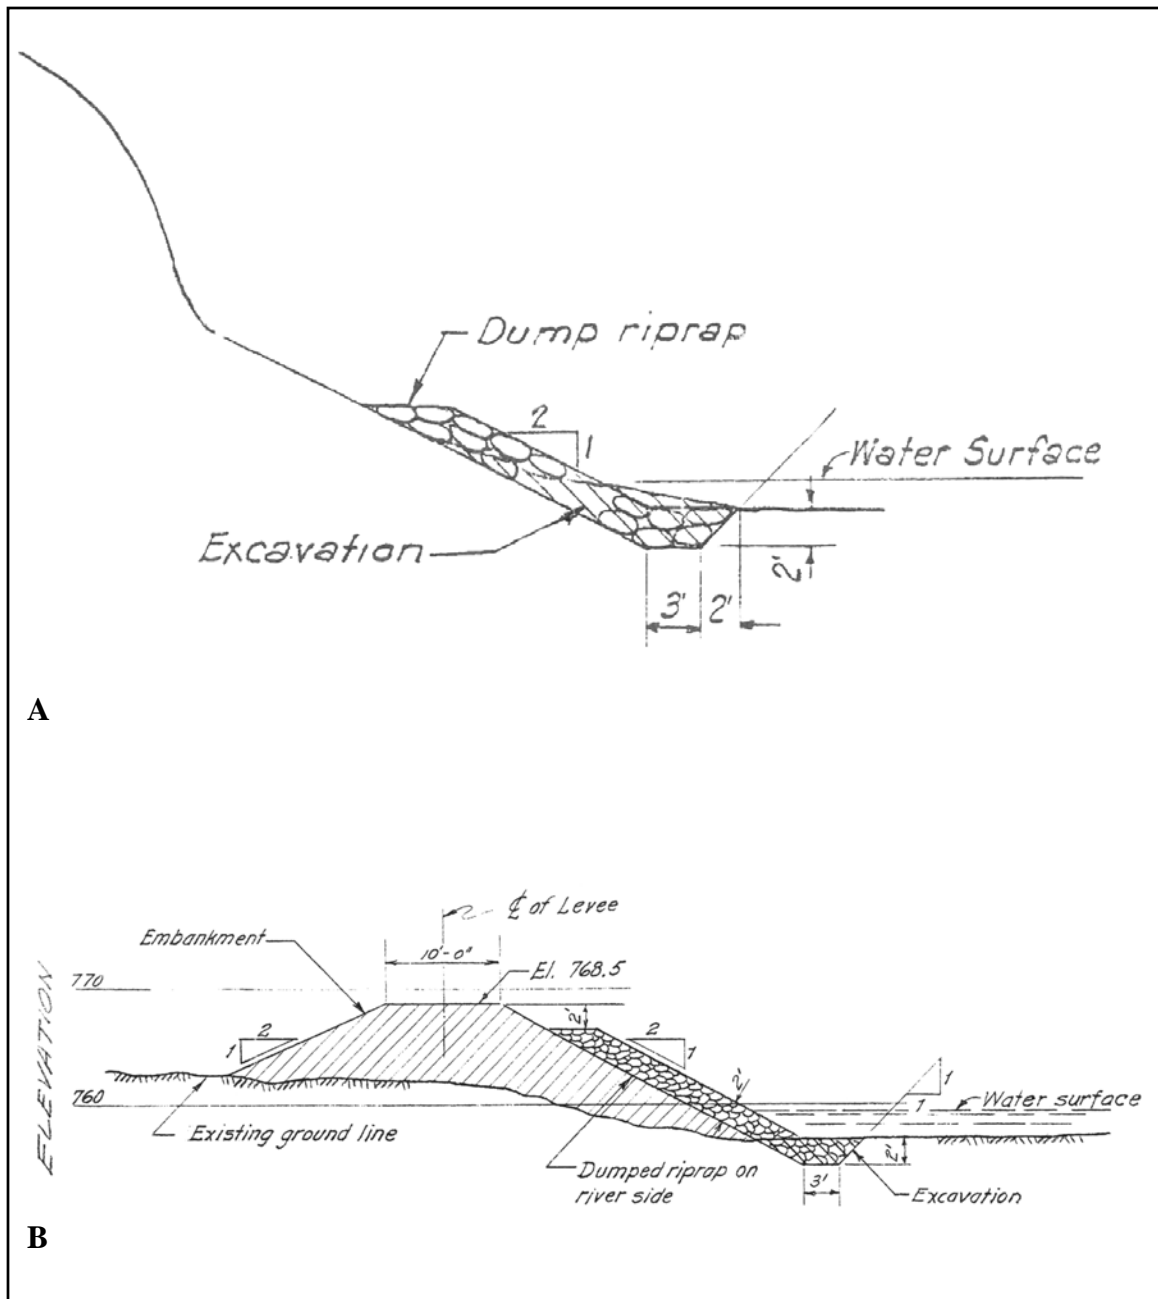 Dump riprap
2
1
Water Surface
Excavation
2'
3'
2'
A
℄ of Levee
Embankment
10'-0"
El. 768.5
770
2'
2
1
2
1
2'
1
1
Water surface
760
ELEVATION
Existing ground line
2'
Dumped riprap on
river side
3'
Excavation
B